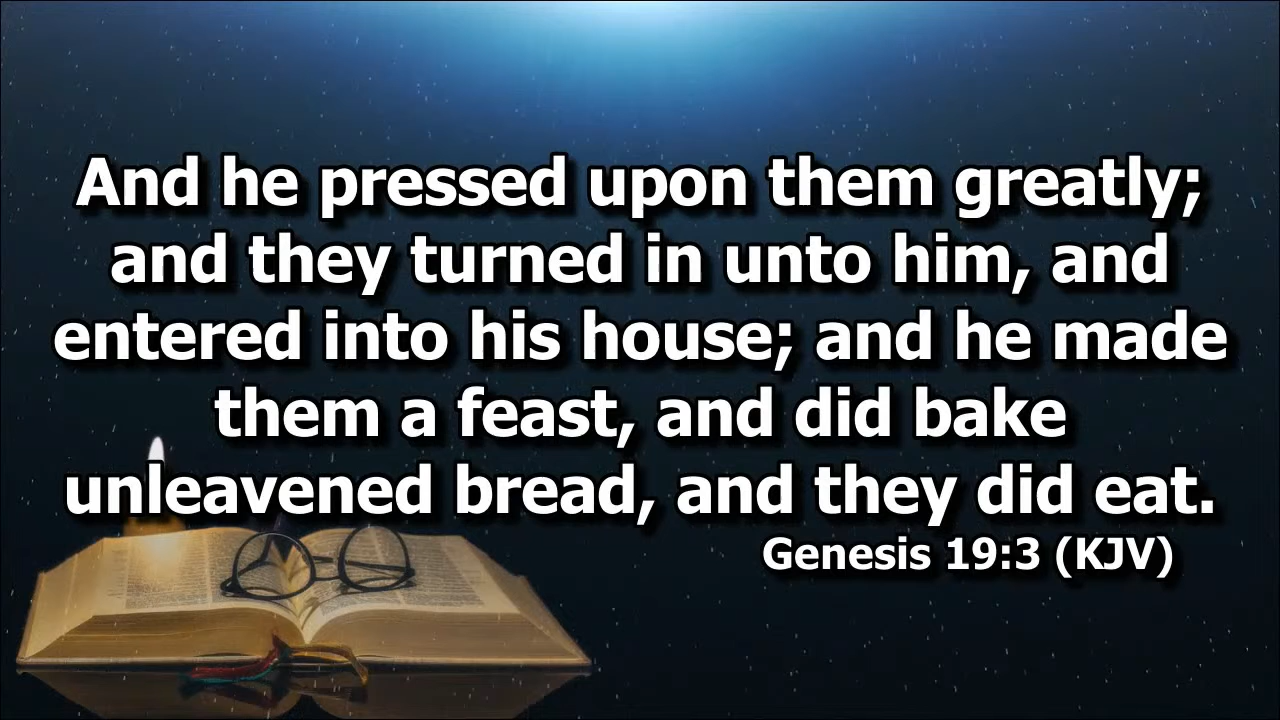 And he pressed upon them greatly;
and they turned in unto him, and
entered into his house; and he made
them a feast, and did bake
unleavened bread, and they did eat.
Genesis 19:3 (KJV)